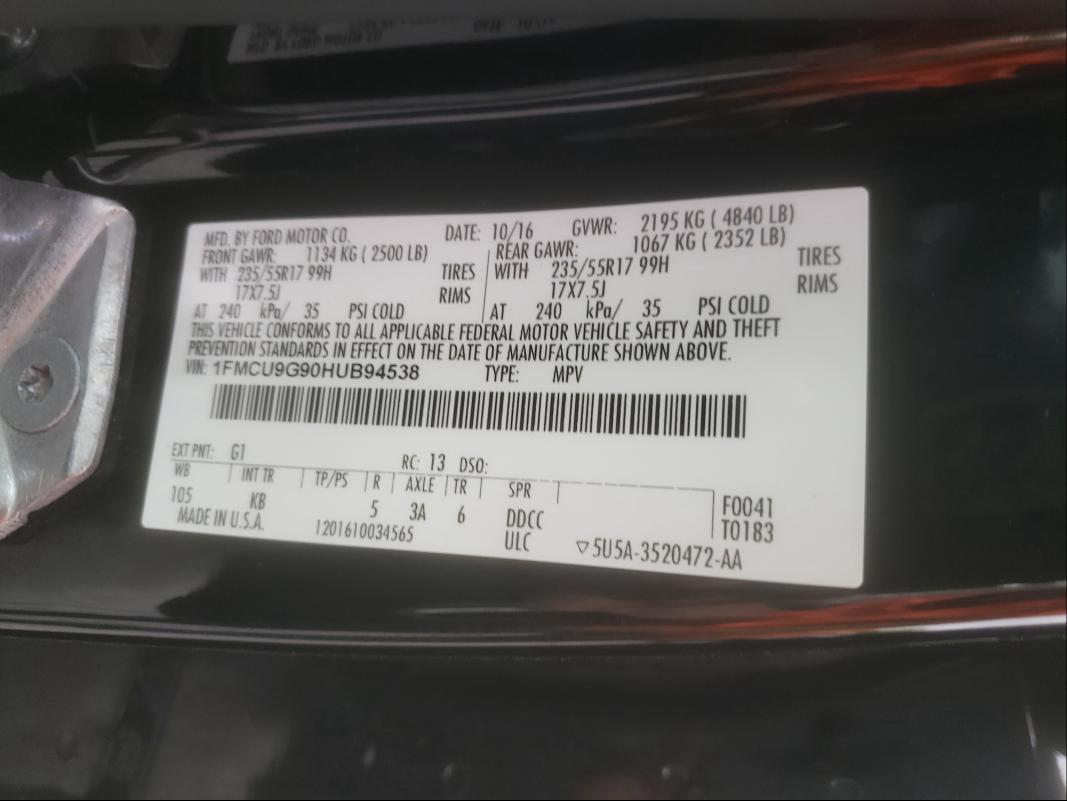 MFD. BY FORD MOTOR CO
MFD. BY FORD MOTOR CO. DATE: 10/16 GVWR: 2195 KG ( 4840 LB)
FRONT GAWR: 1134 KG ( 2500 LB) REAR GAWR: 1067 KG ( 2352 LB)
WITH 235/55R17 99H TIRES WITH 235/55R17 99H TIRES
17X7.5J RIMS 17X7.5J RIMS
AT 240 kPa/ 35 PSI COLD AT 240 kPa/ 35 PSI COLD
THIS VEHICLE CONFORMS TO ALL APPLICABLE FEDERAL MOTOR VEHICLE SAFETY AND THEFT
PREVENTION STANDARDS IN EFFECT ON THE DATE OF MANUFACTURE SHOWN ABOVE.
VIN: 1FMCU9G90HUB94538 TYPE: MPV
EXT PNT: G1 RC: 13 DSO:
WB INT TR TP/PS R AXLE TR SPR
105 KB 5 3A 6 DDCC F0041
MADE IN U.S.A. 1201610034565 ULC T0183
▽5U5A-3520472-AA